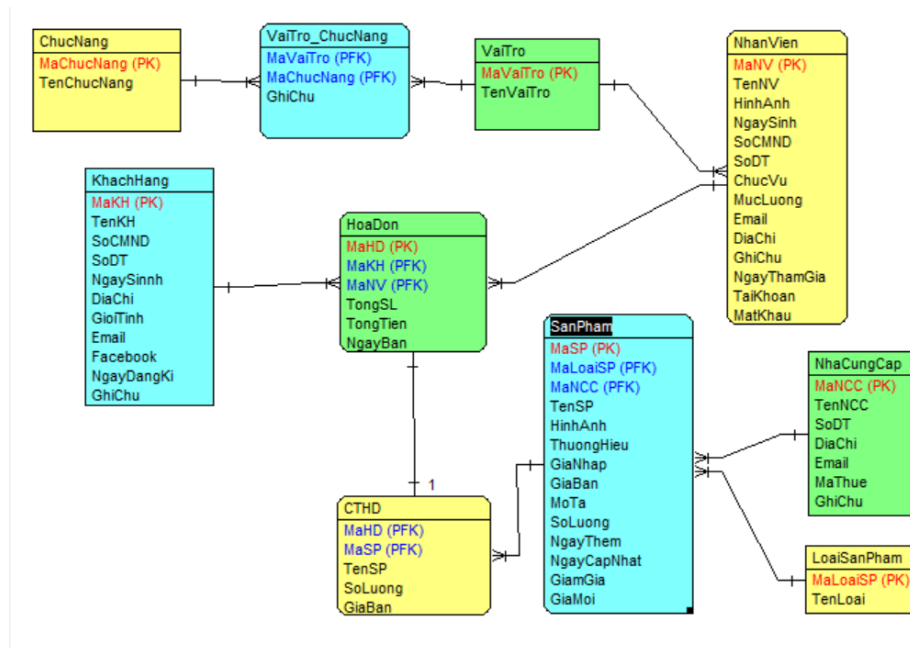 ChucNang
MaChucNang (PK)
TenChucNang
VaiTro_ChucNang
MaVaiTro (PFK)
MaChucNang (PFK)
GhiChu
VaiTro
MaVaiTro (PK)
TenVaiTro
NhanVien
MaNV (PK)
TenNV
HinhAnh
NgaySinh
SoCMND
SoDT
ChucVu
MucLuong
Email
DiaChi
GhiChu
NgayThamGia
TaiKhoan
MatKhau
KhachHang
MaKH (PK)
TenKH
SoCMND
SoDT
NgaySinnh
DiaChi
GioiTinh
Email
Facebook
NgayDangKi
GhiChu
HoaDon
MaHD (PK)
MaKH (PFK)
MaNV (PFK)
TongSL
TongTien
NgayBan
SanPham
MaSP (PK)
MaLoaiSP (PFK)
MaNCC (PFK)
TenSP
HinhAnh
ThuongHieu
GiaNhap
GiaBan
MoTa
SoLuong
NgayThem
NgayCapNhat
GiamGia
GiaMoi
NhaCungCap
MaNCC (PK)
TenNCC
SoDT
DiaChi
Email
MaThue
GhiChu
1
CTHD
MaHD (PFK)
MaSP (PFK)
TenSP
SoLuong
GiaBan
LoaiSanPham
MaLoaiSP (PK)
TenLoai